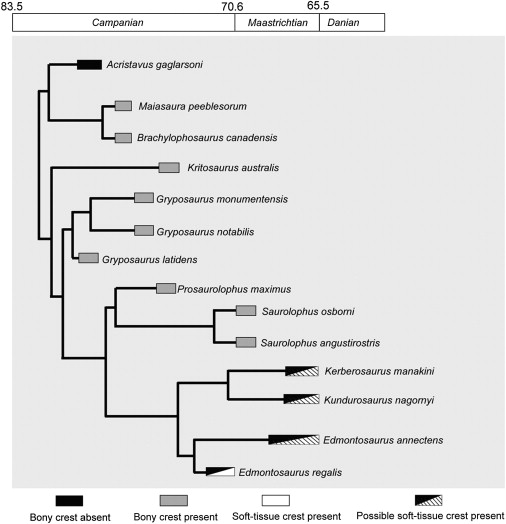 83.5 70.6 65.5
Campanian Maastrichtian Danian
Acristavus gaglarsoni
Maiasaura peeblesorum
Brachylophosaurus canadensis
Kritosaurus australis
Gryposaurus monumentensis
Gryposaurus notabilis
Gryposaurus latidens
Prosaurolophus maximus
Saurolophus osborni
Saurolophus angustirostris
Kerberosaurus manakini
Kundurosaurus nagornyi
Edmontosaurus annectens
Edmontosaurus regalis
Bony crest absent Bony crest present Soft-tissue crest present Possible soft-tissue crest present